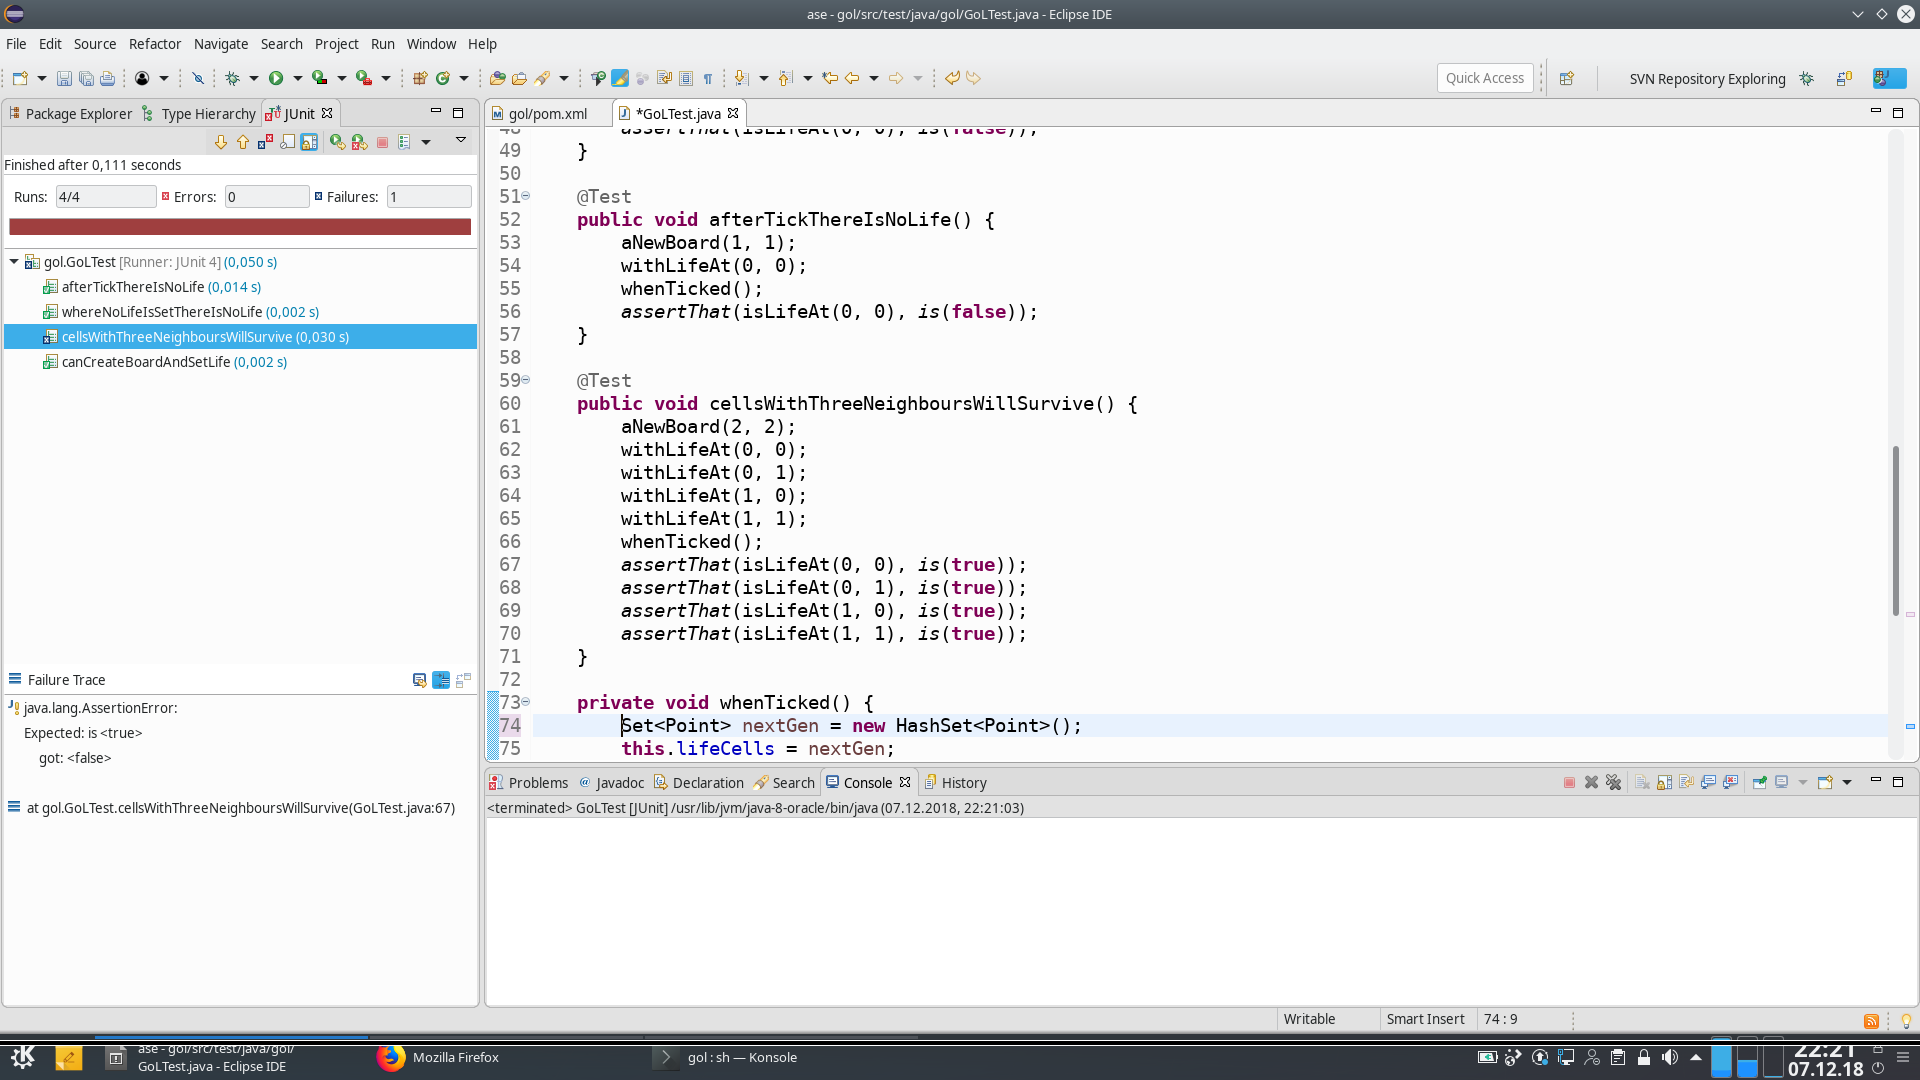 ase - gol/src/test/java/gol/GoLTest.java - Eclipse IDE
File Edit Source Refactor Navigate Search Project Run Window Help
Quick Access
SVN Repository Exploring
Package Explorer Type Hierarchy JUnit
Finished after 0,111 seconds
Runs: 4/4 Errors: 0 Failures: 1
gol.GoLTest [Runner: JUnit 4] (0,050 s)
afterTickThereIsNoLife (0,014 s)
whereNoLifeIsSetThereIsNoLife (0,002 s)
cellsWithThreeNeighboursWillSurvive (0,030 s)
canCreateBoardAndSetLife (0,002 s)
Failure Trace
java.lang.AssertionError:
Expected: is <true>
got: <false>
at gol.GoLTest.cellsWithThreeNeighboursWillSurvive(GoLTest.java:67)
gol/pom.xml *GoLTest.java
48 assertThat(isLifeAt(0, 0), is(false));
49 }
50
51 @Test
52 public void afterTickThereIsNoLife() {
53 aNewBoard(1, 1);
54 withLifeAt(0, 0);
55 whenTicked();
56 assertThat(isLifeAt(0, 0), is(false));
57 }
58
59 @Test
60 public void cellsWithThreeNeighboursWillSurvive() {
61 aNewBoard(2, 2);
62 withLifeAt(0, 0);
63 withLifeAt(0, 1);
64 withLifeAt(1, 0);
65 withLifeAt(1, 1);
66 whenTicked();
67 assertThat(isLifeAt(0, 0), is(true));
68 assertThat(isLifeAt(0, 1), is(true));
69 assertThat(isLifeAt(1, 0), is(true));
70 assertThat(isLifeAt(1, 1), is(true));
71 }
72
73 private void whenTicked() {
74 Set<Point> nextGen = new HashSet<Point>();
75 this.lifeCells = nextGen;
Problems Javadoc Declaration Search Console History
<terminated> GoLTest [JUnit] /usr/lib/jvm/java-8-oracle/bin/java (07.12.2018, 22:21:03)
Writable Smart Insert 74 : 9
ase - gol/src/test/java/gol/
GoLTest.java - Eclipse IDE
Mozilla Firefox
gol : sh — Konsole
22:21
07.12.18